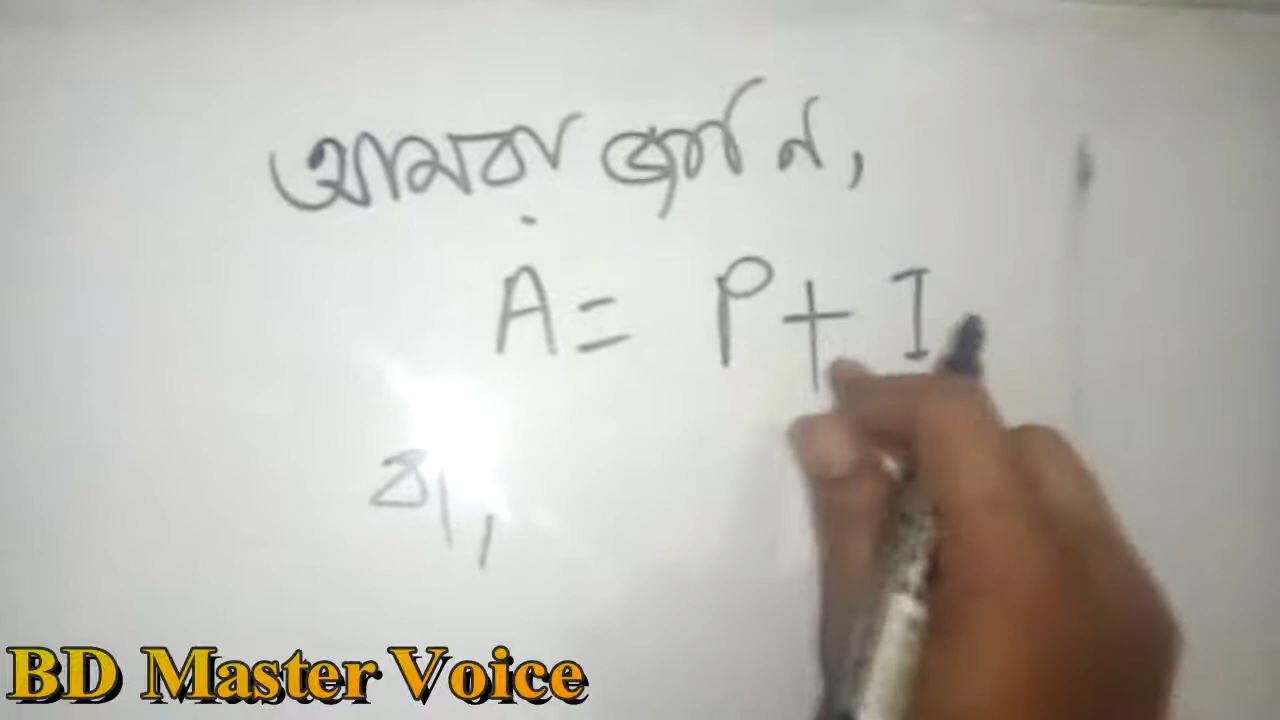 আমরা জানি,
A = P + I
বা,
BD Master Voice